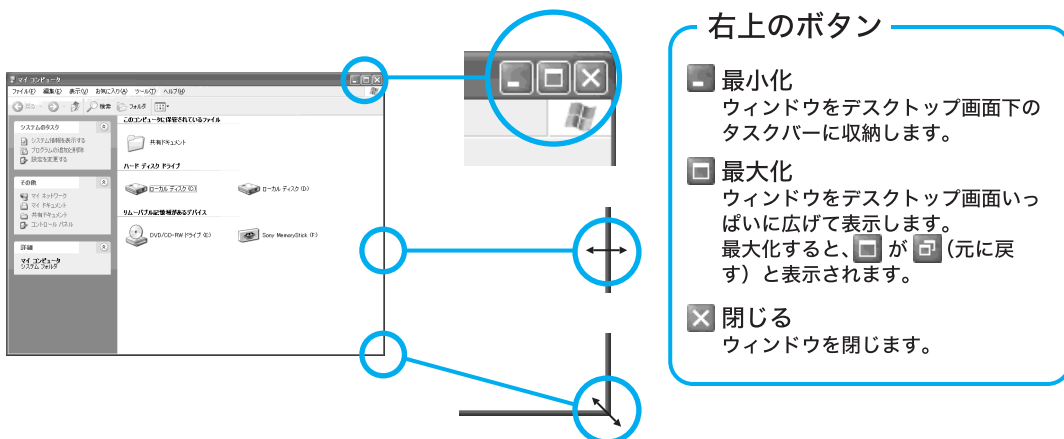 マイ コンピュータ
ファイル(F) 編集(E) 表示(V) お気に入り(A) ツール(T) ヘルプ(H)
戻る 検索 フォルダ
システムのタスク
システム情報を表示する
プログラムの追加と削除
設定を変更する
その他
マイ ネットワーク
マイ ドキュメント
共有ドキュメント
コントロール パネル
詳細
マイ コンピュータ
システム フォルダ
このコンピュータに保管されているファイル
共有ドキュメント
ハード ディスク ドライブ
ローカル ディスク (C:)
ローカル ディスク (D:)
リムーバブル記憶域があるデバイス
DVD/CD-RW ドライブ (E:)
Sony MemoryStick (F:)
右上のボタン
最小化
ウィンドウをデスクトップ画面下の
タスクバーに収納します。
最大化
ウィンドウをデスクトップ画面いっ
ぱいに広げて表示します。
最大化すると、 が (元に戻
す)と表示されます。
閉じる
ウィンドウを閉じます。